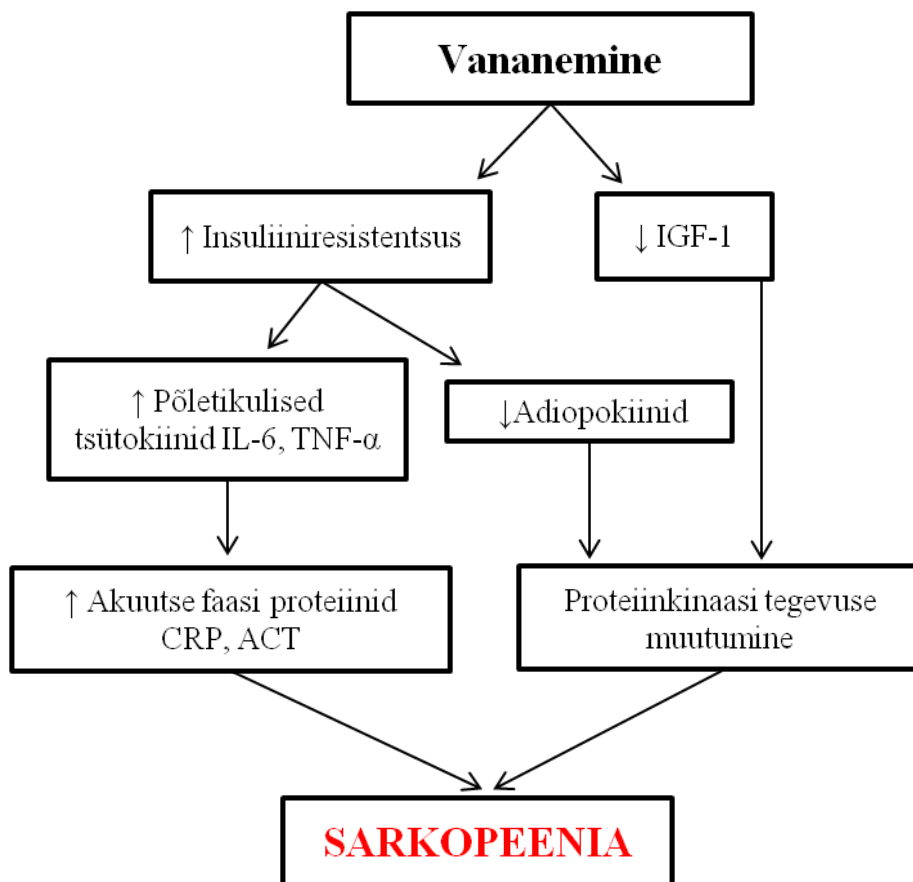 Vananemine
↑ Insuliiniresistentsus
↓ IGF-1
↑ Põletikulised
tsütokiinid IL-6, TNF-α
↓Adiopokiinid
↑ Akuutse faasi proteiinid
CRP, ACT
Proteiinkinaasi tegevuse
muutumine
SARKOPEENIA